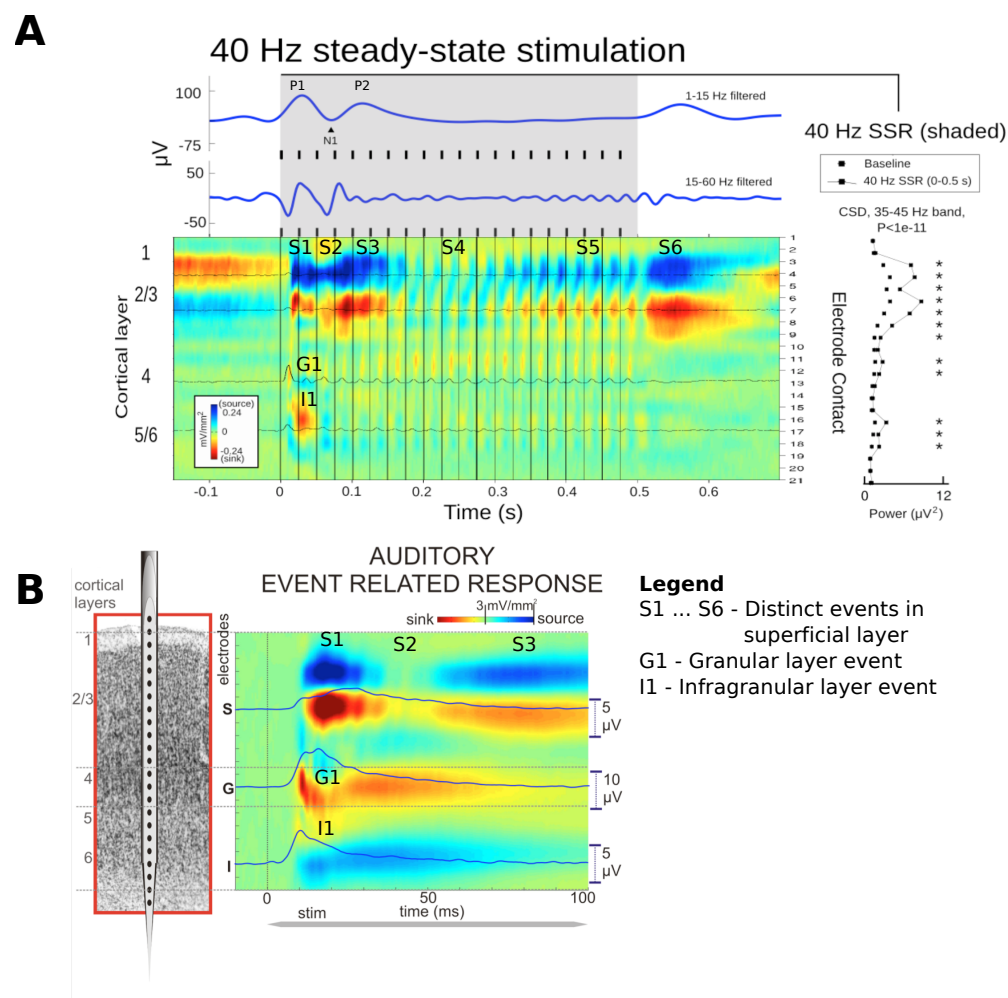 A
40 Hz steady-state stimulation
P1
P2
100
-75
µV
N1
1-15 Hz filtered
50
-50
15-60 Hz filtered
40 Hz SSR (shaded)
Baseline
40 Hz SSR (0-0.5 s)
CSD, 35-45 Hz band,
P<1e-11
S1 S2 S3 S4 S5 S6
G1
I1
Cortical layer
1
2/3
4
5/6
(source)
0.24
0
-0.24
(sink)
mV/mm²
1
2
3
4
5
6
7
8
9
10
11
12
13
14
15
16
17
18
19
20
21
Electrode Contact
* * * * * * * * * * * *
-0.1 0 0.1 0.2 0.3 0.4 0.5 0.6
Time (s)
0 12
Power (µV²)
B
AUDITORY
EVENT RELATED RESPONSE
cortical
layers
1
2/3
4
5
6
electrodes
sink
3 mV/mm²
source
S1 S2 S3
G1
I1
S
G
I
5
µV
10
µV
5
µV
0 50 100
stim
time (ms)
Legend
S1 ... S6 - Distinct events in
superficial layer
G1 - Granular layer event
I1 - Infragranular layer event